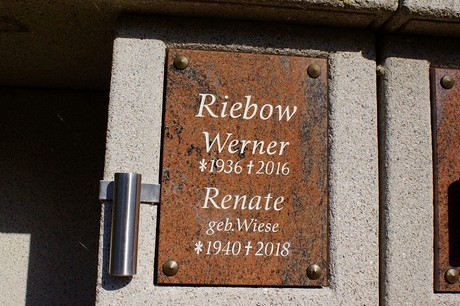 Riebow
Werner
*1936 †2016
Renate
geb.Wiese
*1940 †2018